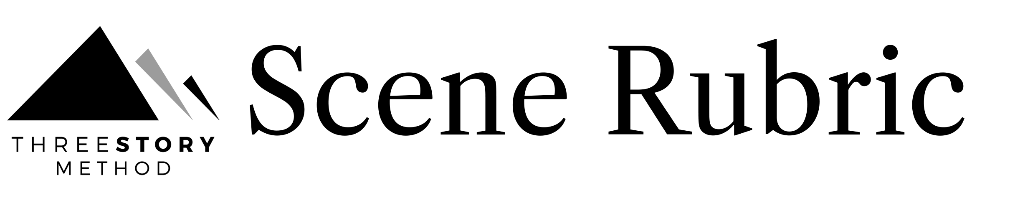 THREESTORY
METHOD
Scene Rubric